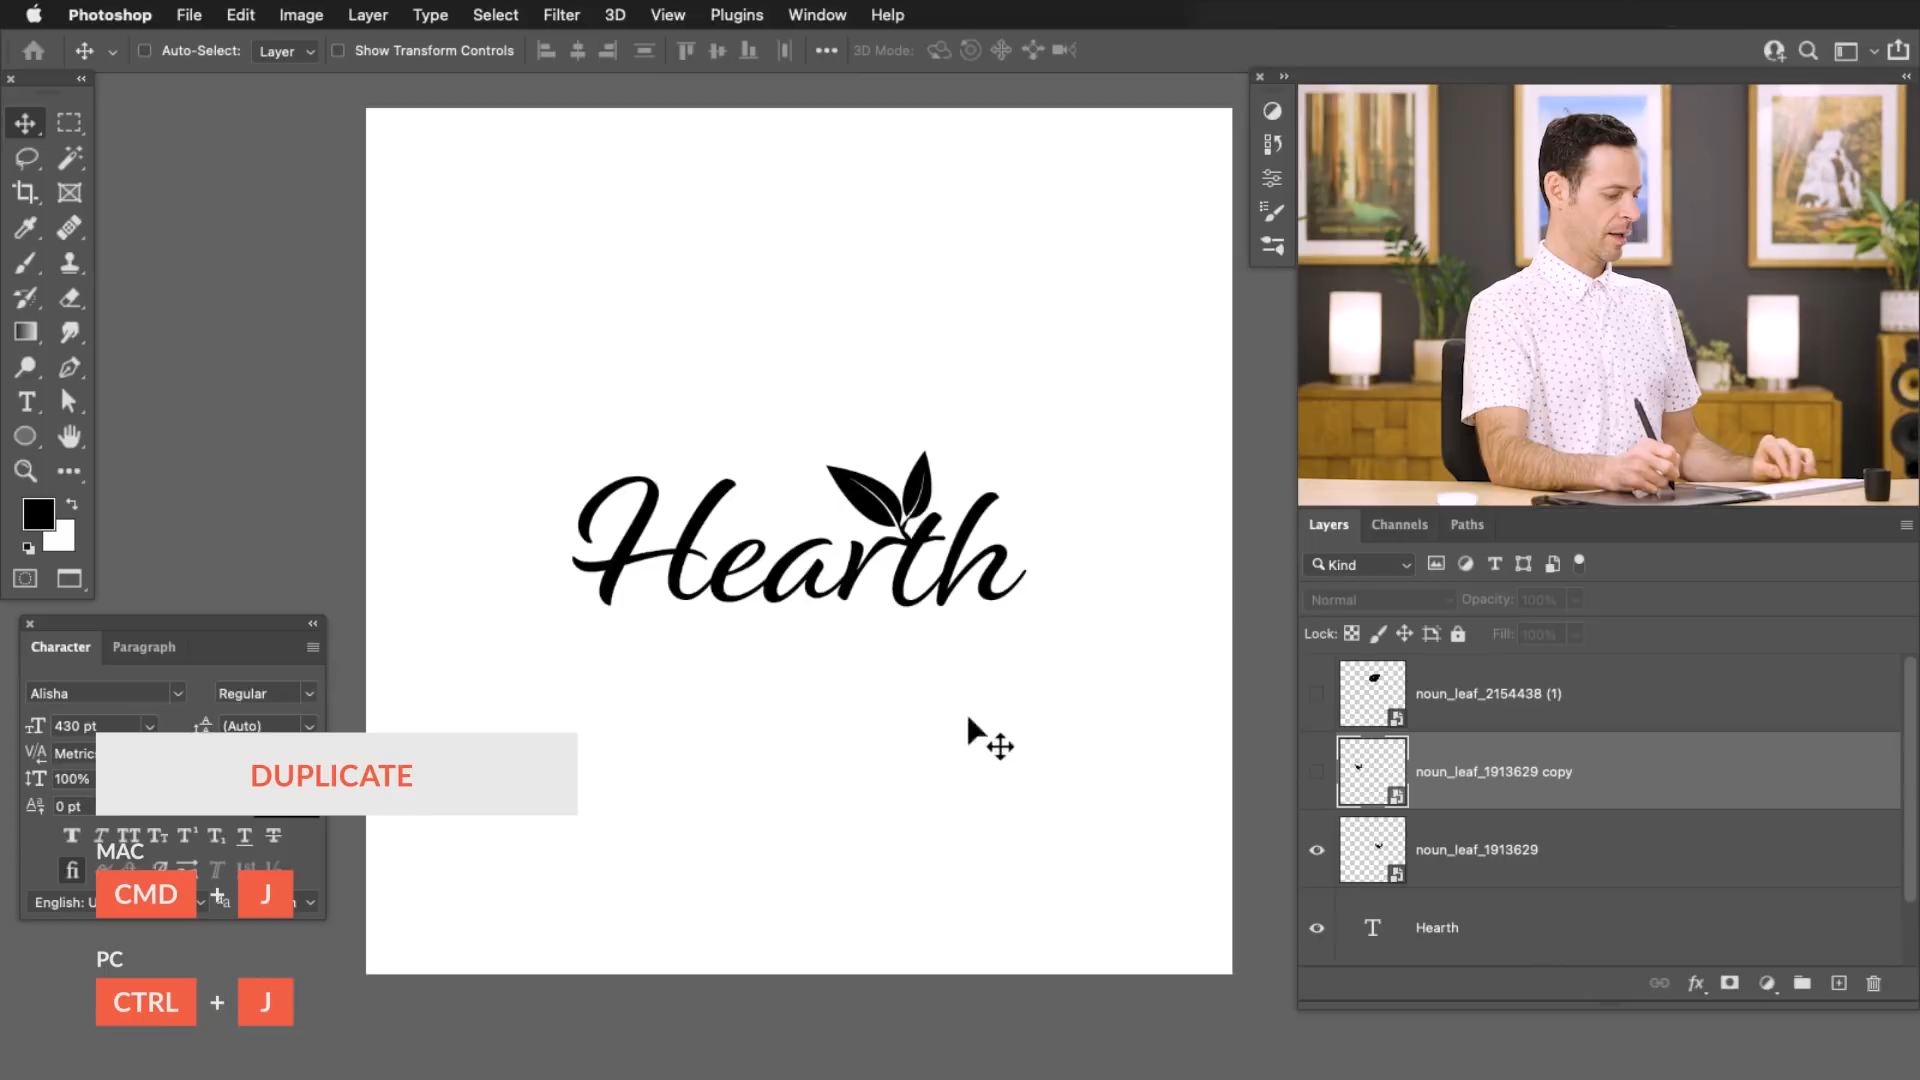 Photoshop File Edit Image Layer Type Select Filter 3D View Plugins Window Help
Auto-Select: Layer Show Transform Controls 3D Mode:
Hearth
Character Paragraph
Alisha Regular
430 pt (Auto)
Metric
100%
0 pt
English: U
DUPLICATE
MAC
CMD + J
PC
CTRL + J
Layers Channels Paths
Kind
Normal Opacity: 100%
Lock: Fill: 100%
noun_leaf_2154438 (1)
noun_leaf_1913629 copy
noun_leaf_1913629
Hearth